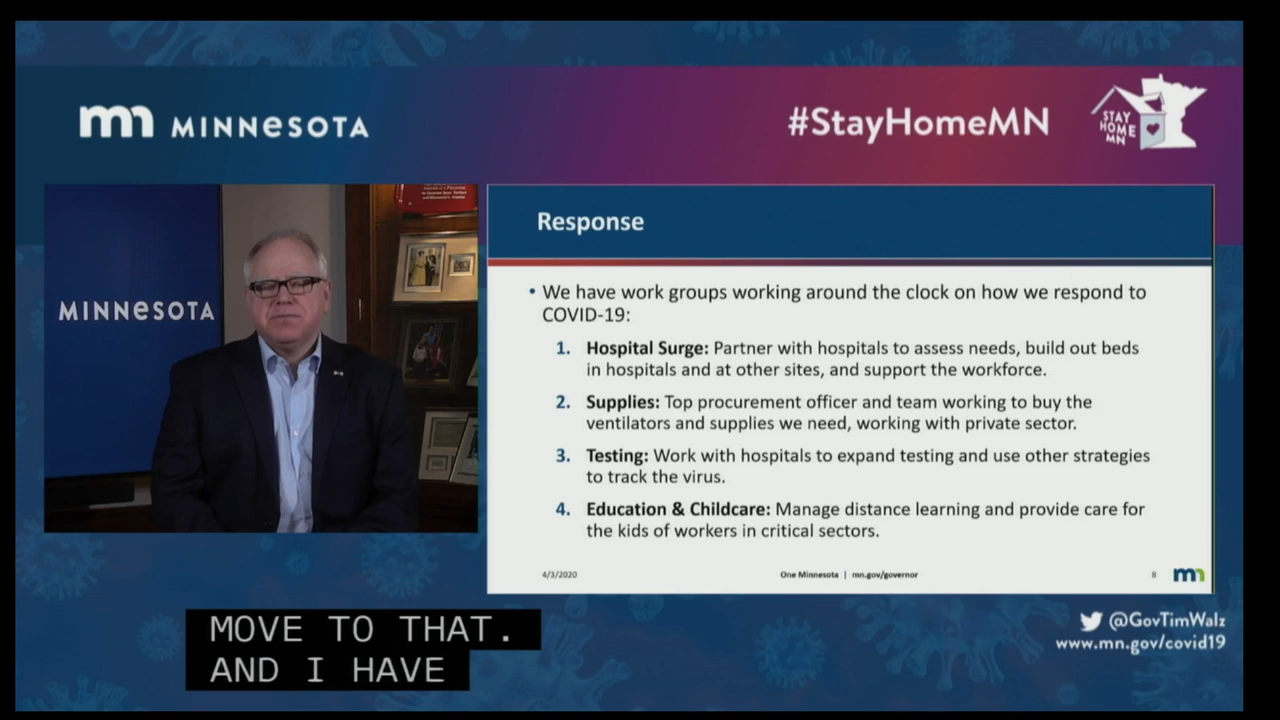 mn MINNESOTA
#StayHomeMN
STAY
HOME
MN
MINNESOTA
Response
• We have work groups working around the clock on how we respond to
COVID-19:
1. Hospital Surge: Partner with hospitals to assess needs, build out beds
in hospitals and at other sites, and support the workforce.
2. Supplies: Top procurement officer and team working to buy the
ventilators and supplies we need, working with private sector.
3. Testing: Work with hospitals to expand testing and use other strategies
to track the virus.
4. Education & Childcare: Manage distance learning and provide care for
the kids of workers in critical sectors.
4/3/2020
One Minnesota | mn.gov/governor
8
mn
MOVE TO THAT.
AND I HAVE
@GovTimWalz
www.mn.gov/covid19